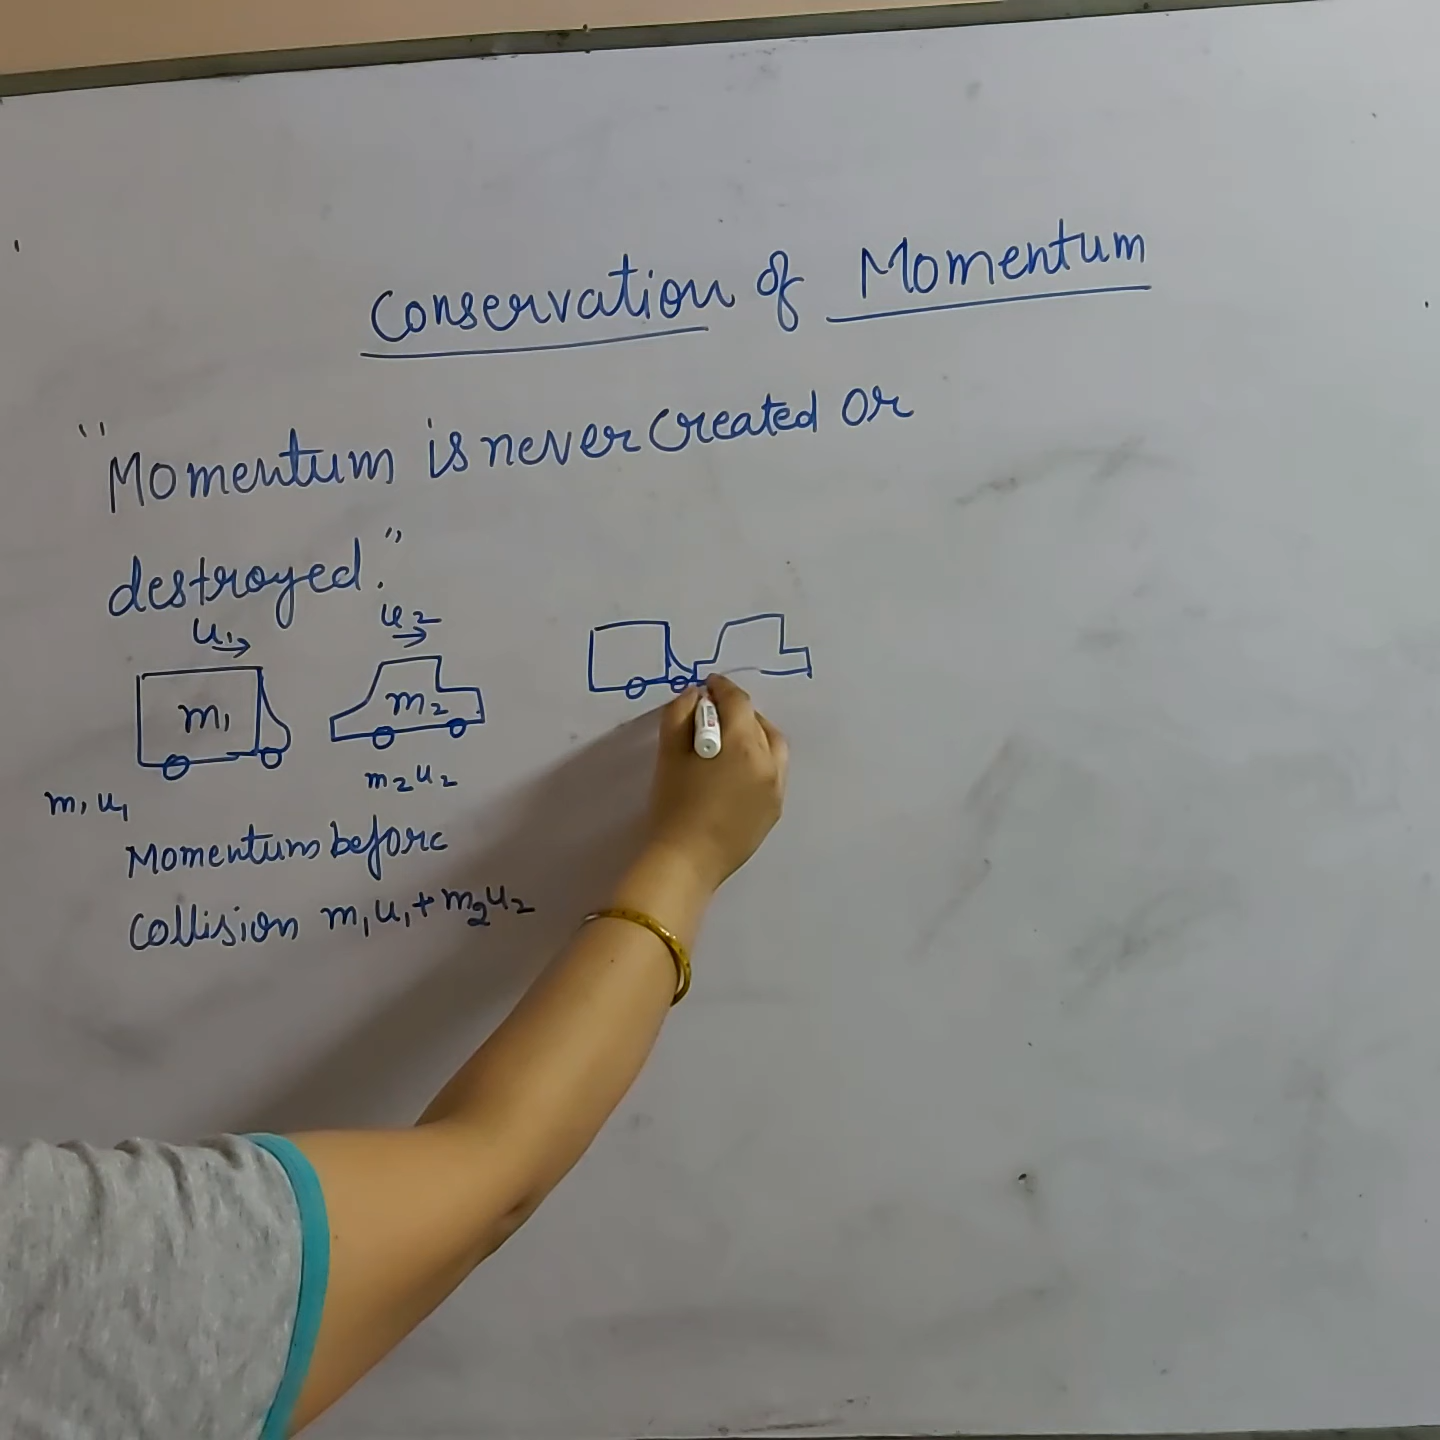 Conservation of Momentum
"Momentum is never created or
destroyed."
u₁ u₂
m₁ m₂
m₁u₁ m₂u₂
Momentum before
Collision m₁u₁+m₂u₂